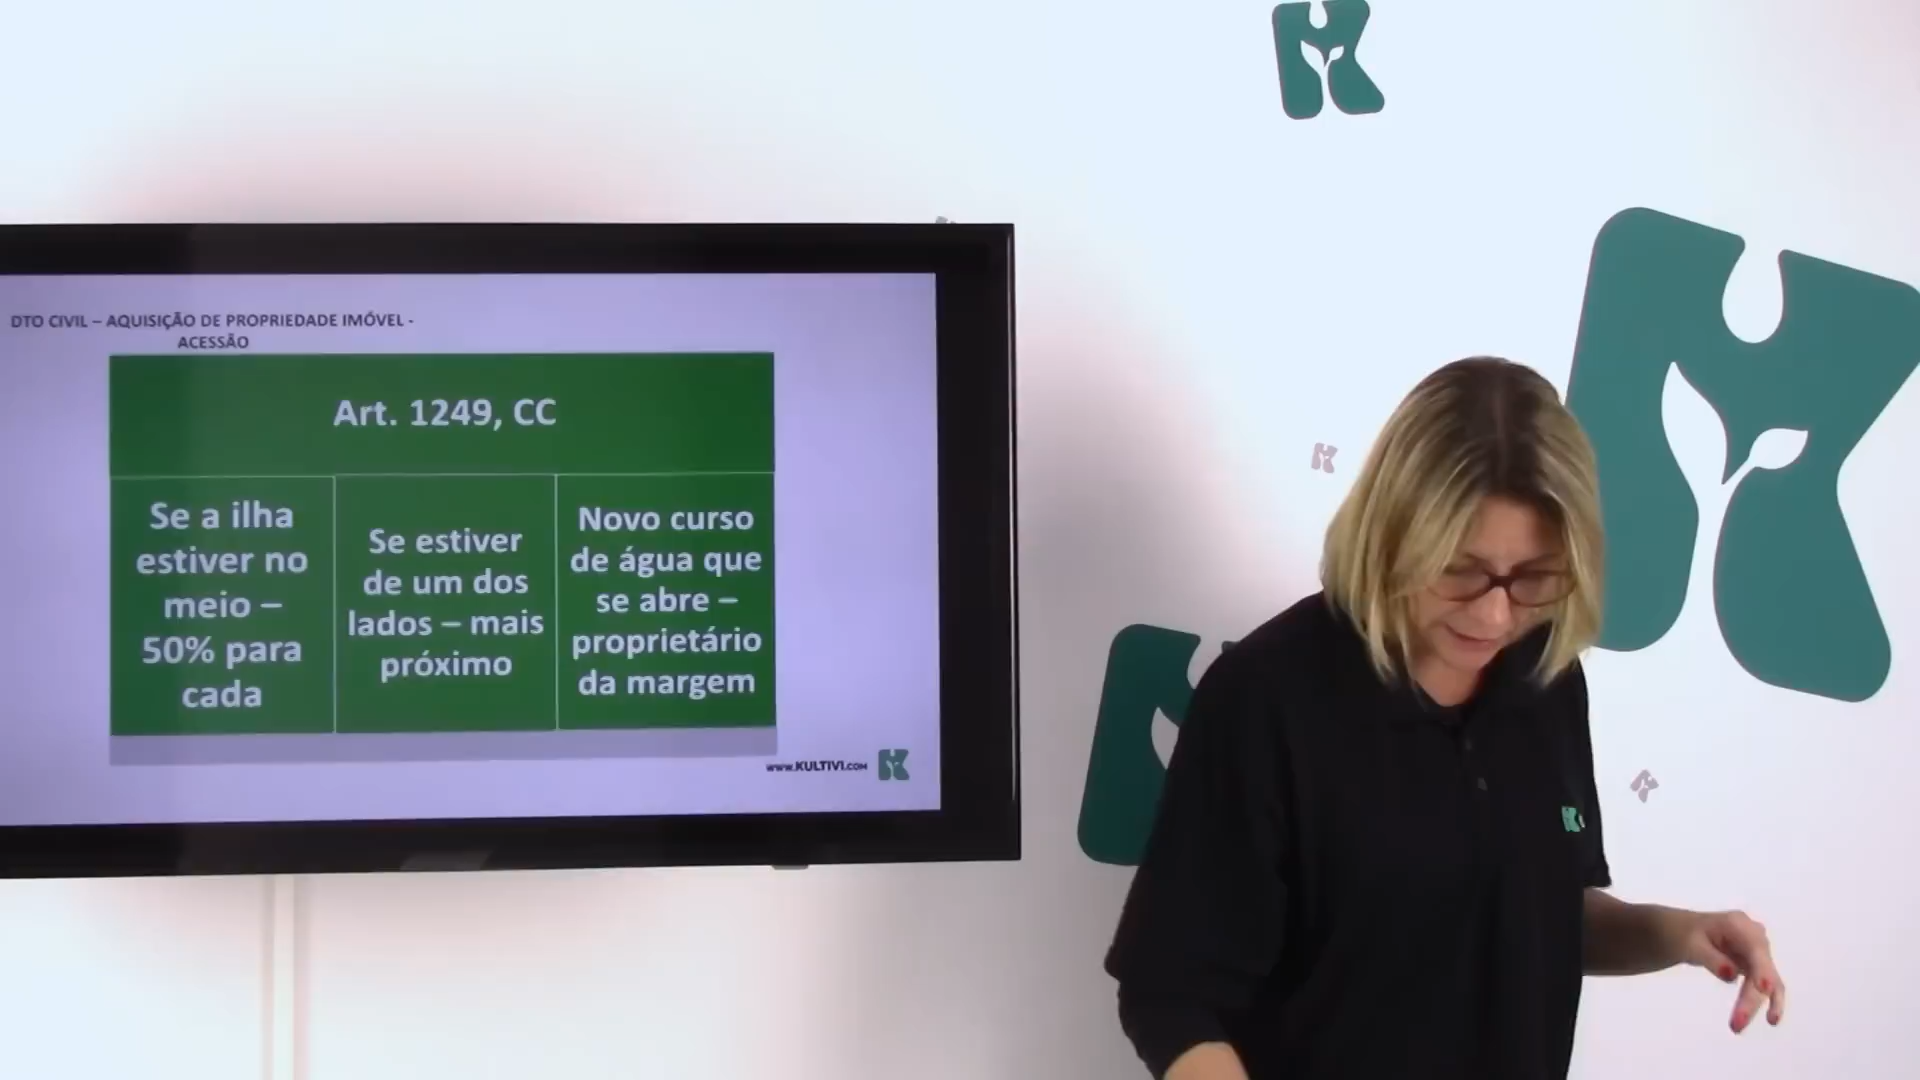 DTO CIVIL – AQUISIÇÃO DE PROPRIEDADE IMÓVEL -
ACESSÃO
Art. 1249, CC
Se a ilha
estiver no
meio –
50% para
cada
Se estiver
de um dos
lados – mais
próximo
Novo curso
de água que
se abre –
proprietário
da margem
www.KULTIVI.COM